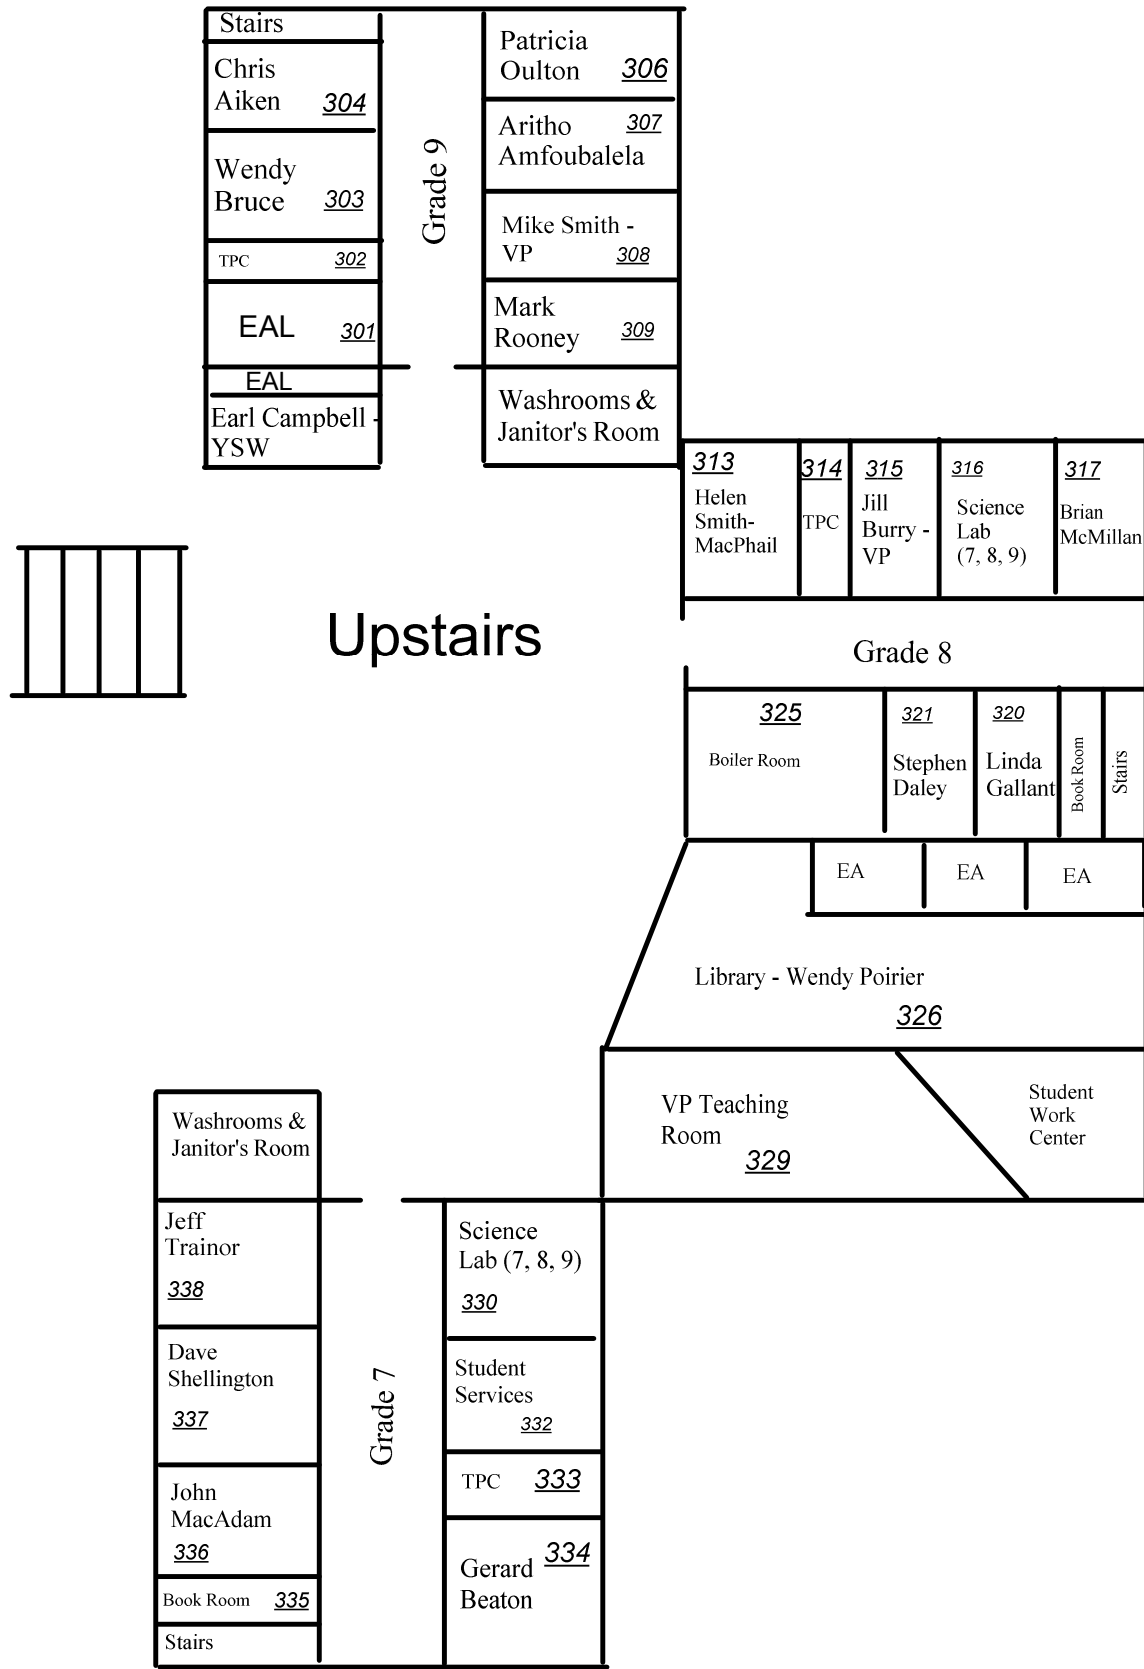 Stairs
Chris
Aiken 304
Wendy
Bruce 303
TPC 302
EAL 301
EAL
Earl Campbell -
YSW
Grade 9
Patricia
Oulton 306
Aritho 307
Amfoubalela
Mike Smith -
VP 308
Mark
Rooney 309
Washrooms &
Janitor's Room
313
Helen
Smith-
MacPhail
314
TPC
315
Jill
Burry -
VP
316
Science
Lab
(7, 8, 9)
317
Brian
McMillan
Upstairs
Grade 8
325
Boiler Room
321
Stephen
Daley
320
Linda
Gallant
Book Room
Stairs
EA
EA
EA
Library - Wendy Poirier
326
VP Teaching
Room
329
Student
Work
Center
Washrooms &
Janitor's Room
Jeff
Trainor
338
Dave
Shellington
337
John
MacAdam
336
Book Room 335
Stairs
Grade 7
Science
Lab (7, 8, 9)
330
Student
Services
332
TPC 333
334
Gerard
Beaton